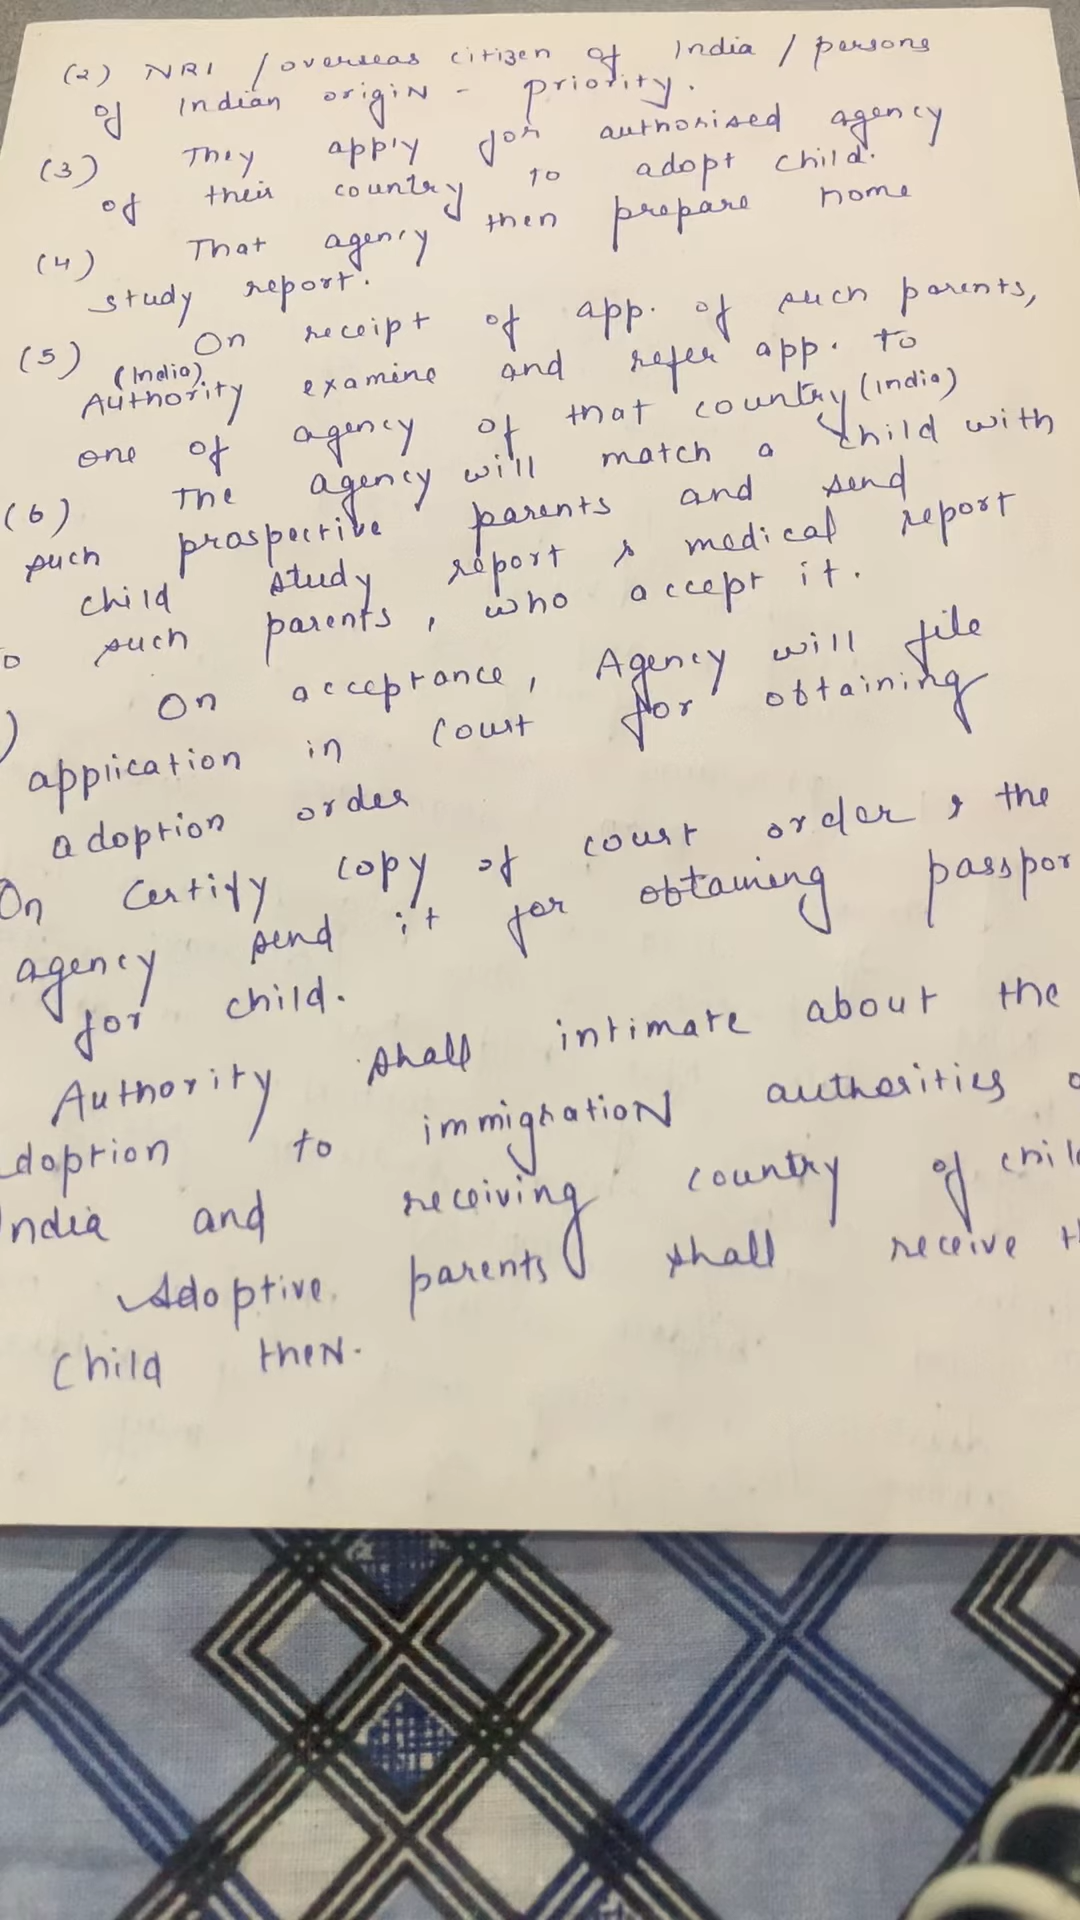 (2) NRI / overseas citizen of India / persons
of Indian origin - priority.
(3) They apply for authorised agency
of their country to adopt child.
(4) That agency then prepare home
study report.
(5) On receipt of app. of such parents,
(India)
Authority examine and refer app. to
one of agency of that country (India)
(6) The agency will match a child with
such prospective parents and send
child study report & medical report
to such parents, who accept it.
) On acceptance, Agency will file
application in court for obtaining
adoption order
On Certify copy of court order, the
agency send it for obtaining passpor
for child.
Authority shall intimate about the
doption to immigration authorities o
India and receiving country of chil
Adoptive parents shall receive th
child then.